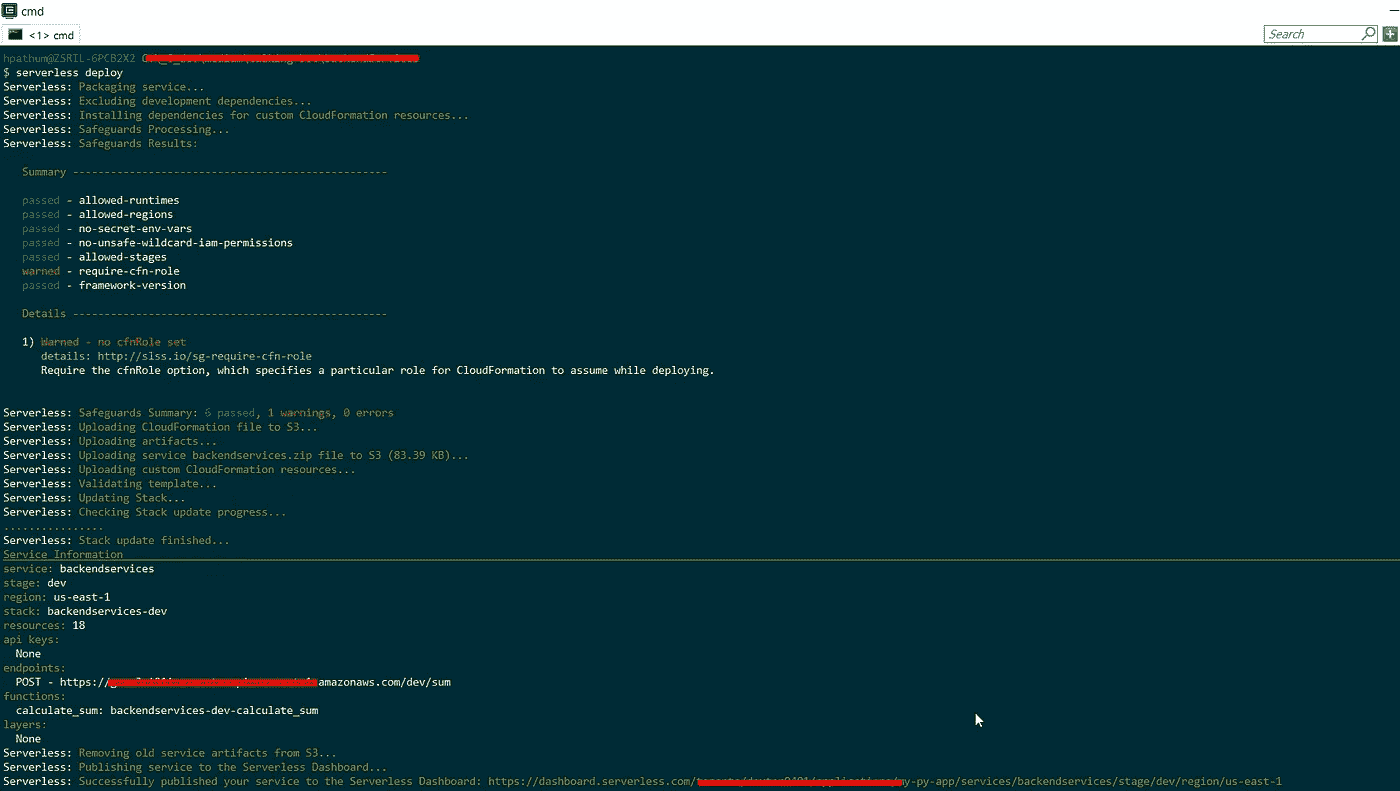 cmd
<1> cmd
Search
hpathum@ZSRTL-6PCB2X2
$ serverless deploy
Serverless: Packaging service...
Serverless: Excluding development dependencies...
Serverless: Installing dependencies for custom CloudFormation resources...
Serverless: Safeguards Processing...
Serverless: Safeguards Results:
Summary --------------------------------------------------
passed - allowed-runtimes
passed - allowed-regions
passed - no-secret-env-vars
passed - no-unsafe-wildcard-iam-permissions
passed - allowed-stages
warned - require-cfn-role
passed - framework-version
Details --------------------------------------------------
1) Warned - no cfnRole set
details: http://slss.io/sg-require-cfn-role
Require the cfnRole option, which specifies a particular role for CloudFormation to assume while deploying.
Serverless: Safeguards Summary: 6 passed, 1 warnings, 0 errors
Serverless: Uploading CloudFormation file to S3...
Serverless: Uploading artifacts...
Serverless: Uploading service backendservices.zip file to S3 (83.39 KB)...
Serverless: Uploading custom CloudFormation resources...
Serverless: Validating template...
Serverless: Updating Stack...
Serverless: Checking Stack update progress...
................
Serverless: Stack update finished...
Service Information
service: backendservices
stage: dev
region: us-east-1
stack: backendservices-dev
resources: 18
api keys:
None
endpoints:
POST - https:// amazonaws.com/dev/sum
functions:
calculate_sum: backendservices-dev-calculate_sum
layers:
None
Serverless: Removing old service artifacts from S3...
Serverless: Publishing service to the Serverless Dashboard...
Serverless: Successfully published your service to the Serverless Dashboard: https://dashboard.serverless.com/ my-py-app/services/backendservices/stage/dev/region/us-east-1